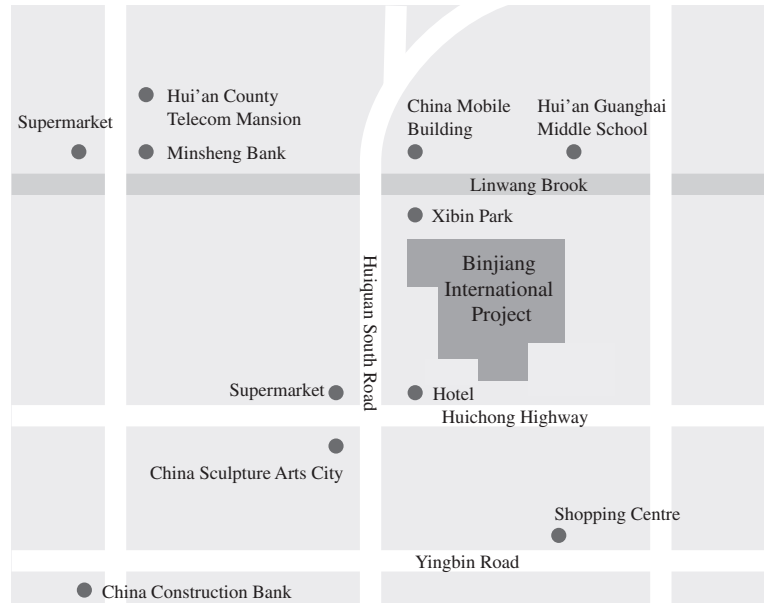 Hui’an County
Telecom Mansion
Supermarket
Minsheng Bank
China Mobile
Building
Hui’an Guanghai
Middle School
Linwang Brook
Xibin Park
Binjiang
International
Project
Huiquan South Road
Supermarket
Hotel
Huichong Highway
China Sculpture Arts City
Shopping Centre
Yingbin Road
China Construction Bank